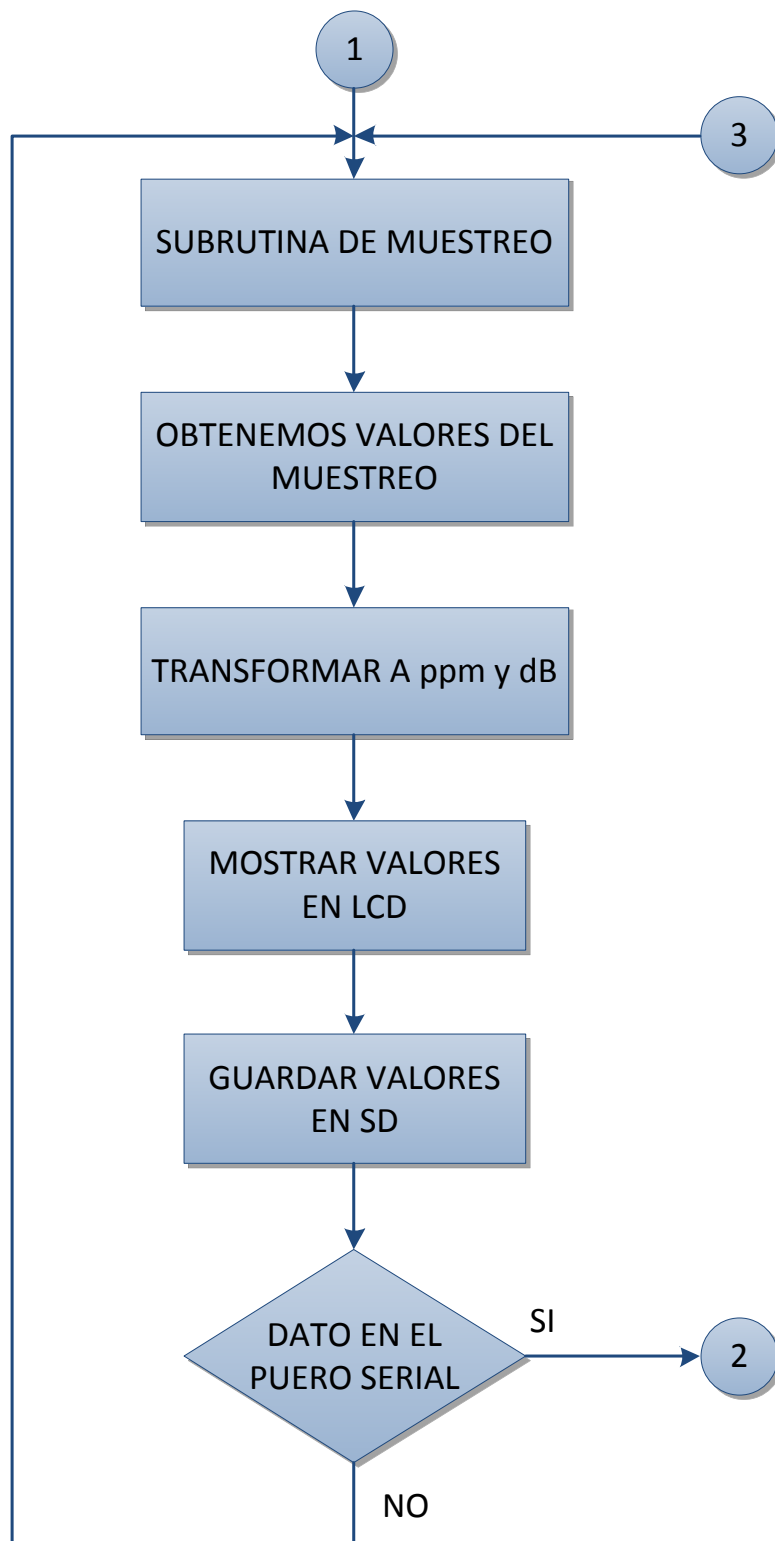 1
3
SUBRUTINA DE MUESTREO
OBTENEMOS VALORES DEL
MUESTREO
TRANSFORMAR A ppm y dB
MOSTRAR VALORES
EN LCD
GUARDAR VALORES
EN SD
DATO EN EL
PUERO SERIAL
SI
2
NO